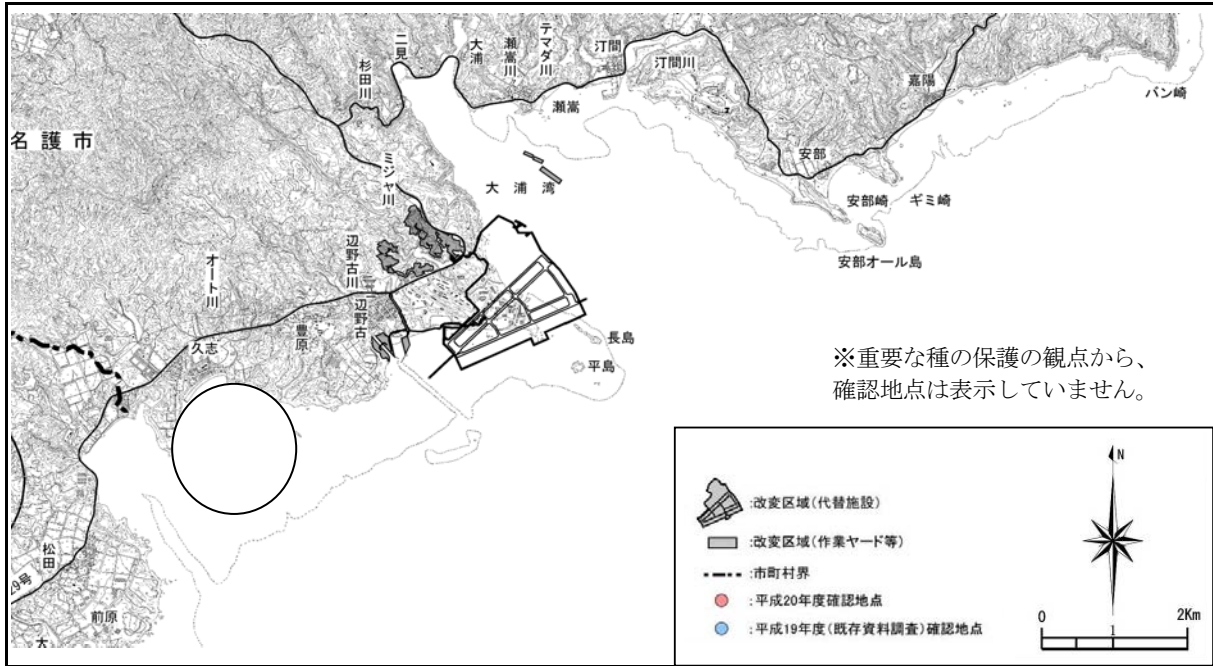 二見
大浦
瀬嵩川
テマダ川
汀間
汀間川
嘉陽
バン崎
杉田川
瀬嵩
名護市
ミジャ川
大浦湾
安部
安部崎
ギミ崎
安部オール島
辺野古川
辺野古
オート川
豊原
久志
長島
平島
※重要な種の保護の観点から、
確認地点は表示していません。
松田
29号
前原
:改変区域(代替施設)
:改変区域(作業ヤード等)
:市町村界
:平成20年度確認地点
:平成19年度(既存資料調査)確認地点
N
0 1 2Km